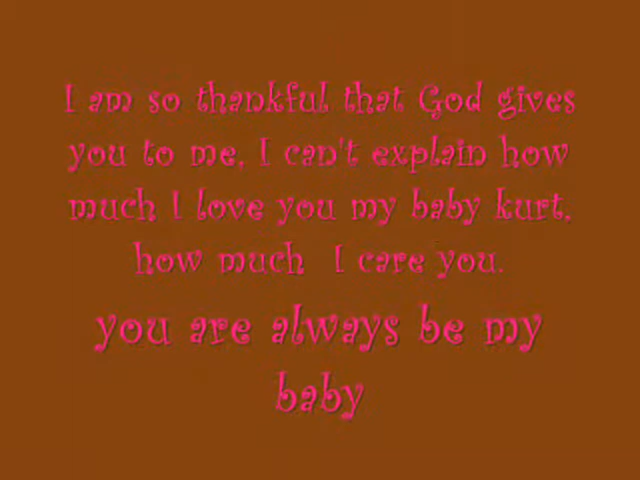 I am so thankful that God gives
you to me, I can't explain how
much I love you my baby kurt,
how much I care you.
you are always be my
baby